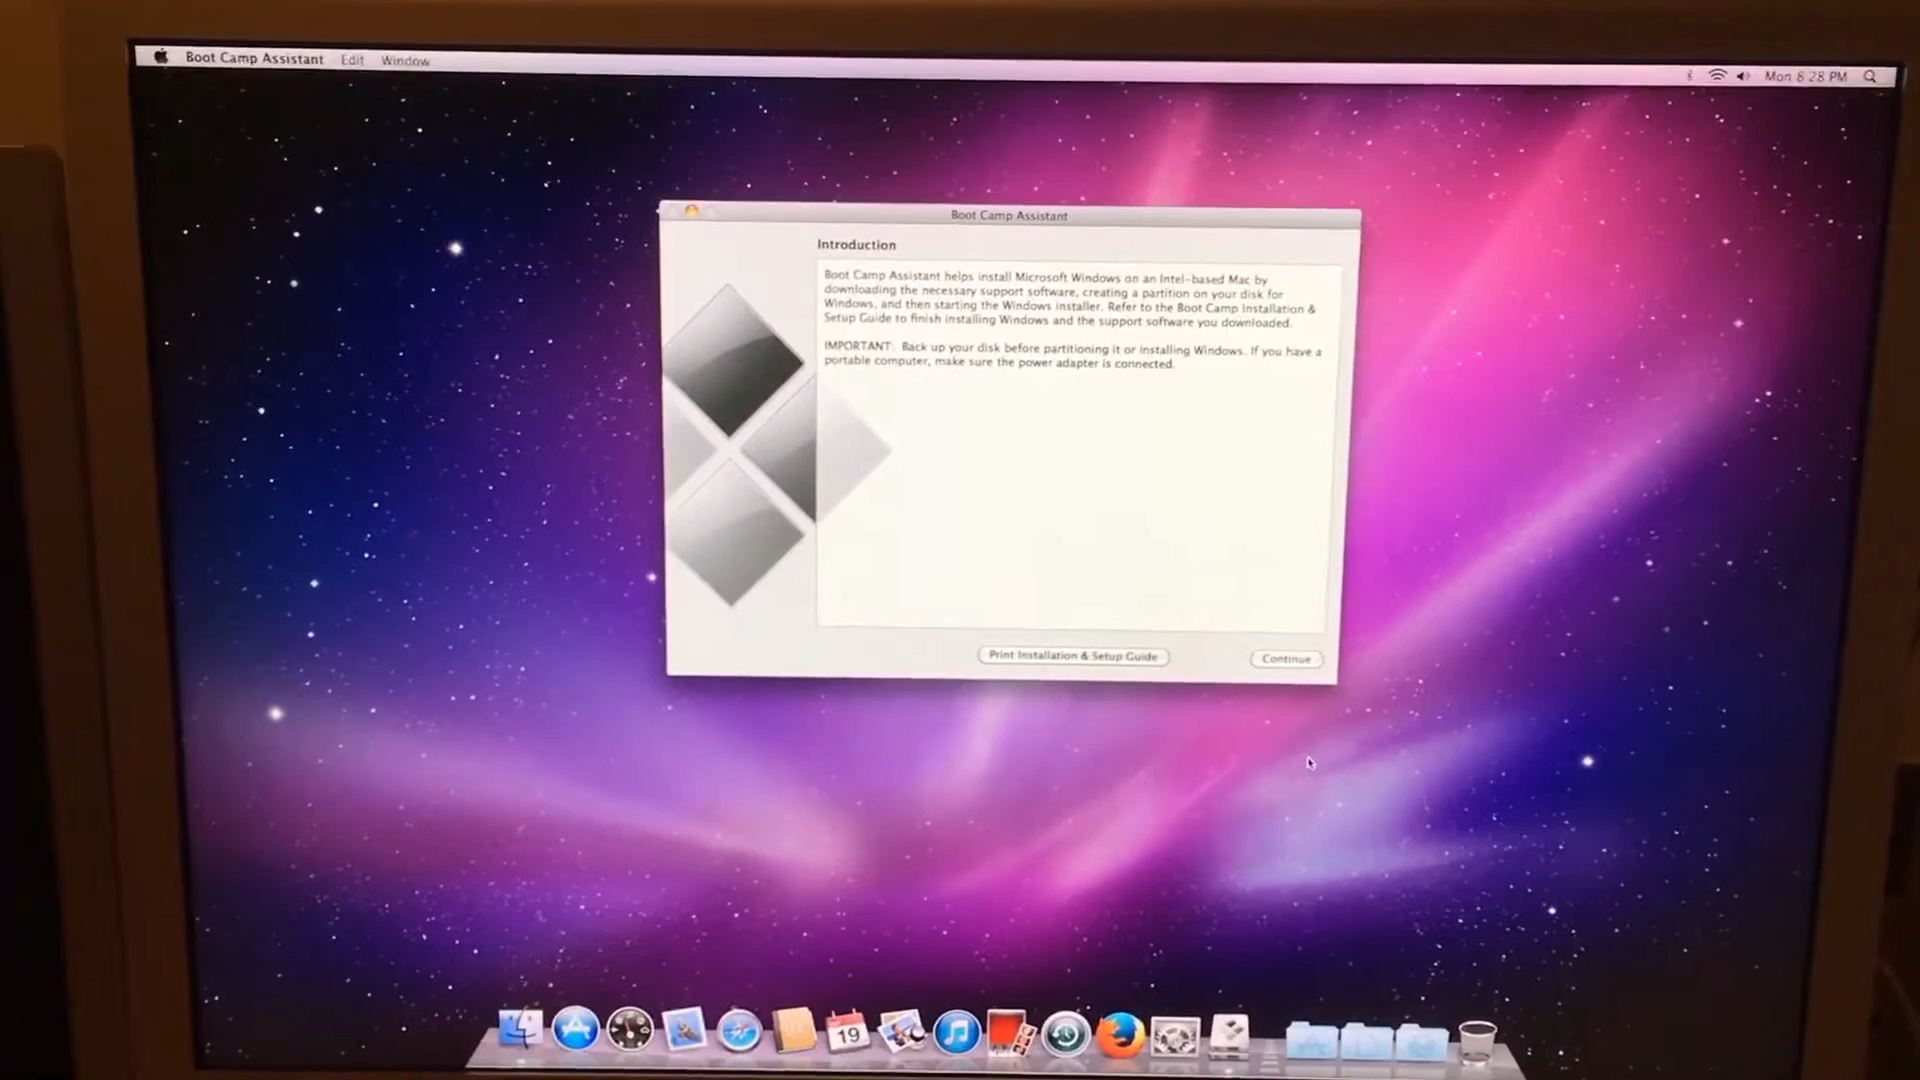 Boot Camp Assistant Edit Window
Mon 8:28 PM
Boot Camp Assistant
Introduction
Boot Camp Assistant helps install Microsoft Windows on an Intel-based Mac by
downloading the necessary support software, creating a partition on your disk for
Windows, and then starting the Windows installer. Refer to the Boot Camp Installation &
Setup Guide to finish installing Windows and the support software you downloaded.
IMPORTANT: Back up your disk before partitioning it or installing Windows. If you have a
portable computer, make sure the power adapter is connected.
Print Installation & Setup Guide
Continue
19